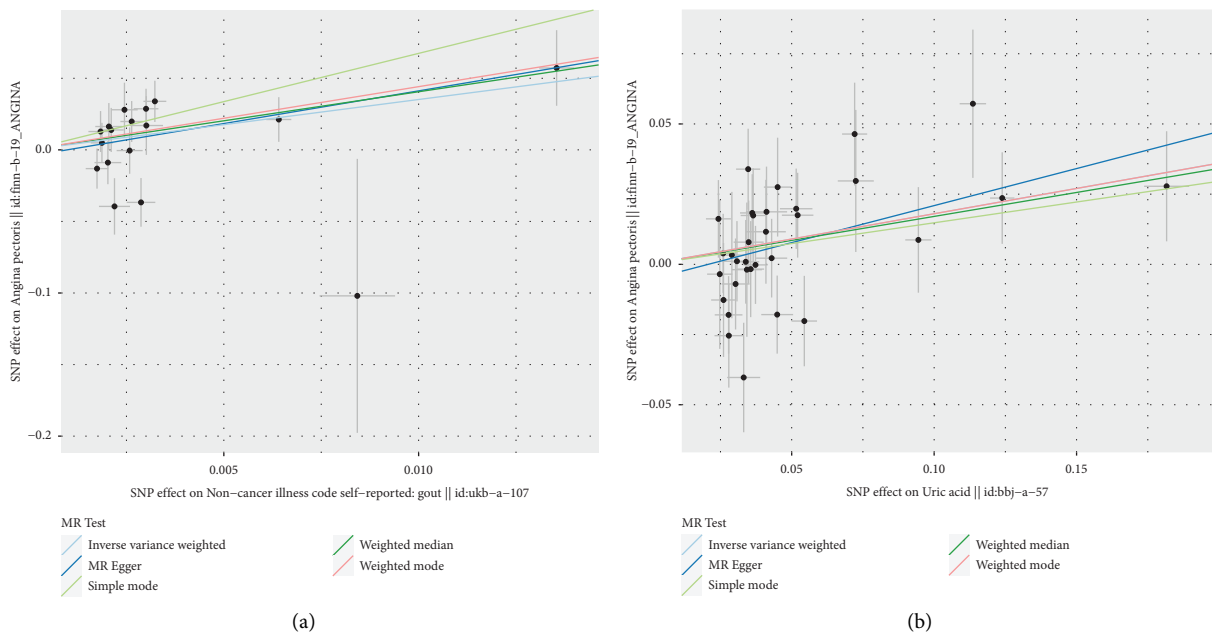 SNP effect on Angina pectoris || id:finn−b−I9_ANGINA
0.0
−0.1
−0.2
0.005
0.010
SNP effect on Non−cancer illness code self−reported: gout || id:ukb−a−107
MR Test
Inverse variance weighted
MR Egger
Simple mode
Weighted median
Weighted mode
(a)
SNP effect on Angina pectoris || id:finn−b−I9_ANGINA
0.05
0.00
−0.05
0.05
0.10
0.15
SNP effect on Uric acid || id:bbj−a−57
MR Test
Inverse variance weighted
MR Egger
Simple mode
Weighted median
Weighted mode
(b)